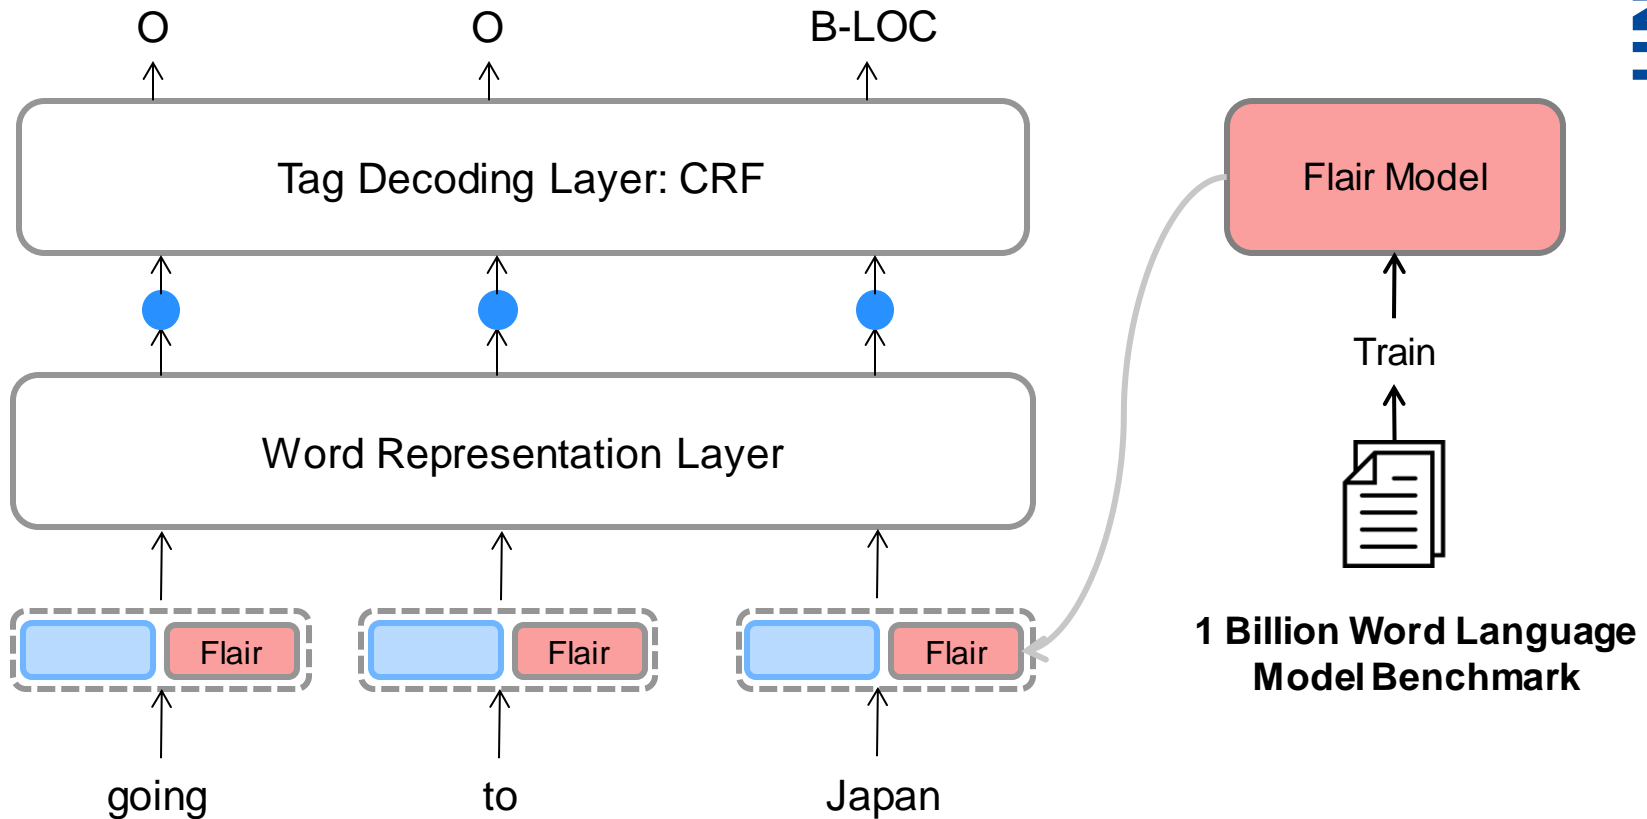 O O B-LOC
Tag Decoding Layer: CRF
Flair Model
Train
Word Representation Layer
Flair Flair Flair
1 Billion Word Language
Model Benchmark
going to Japan